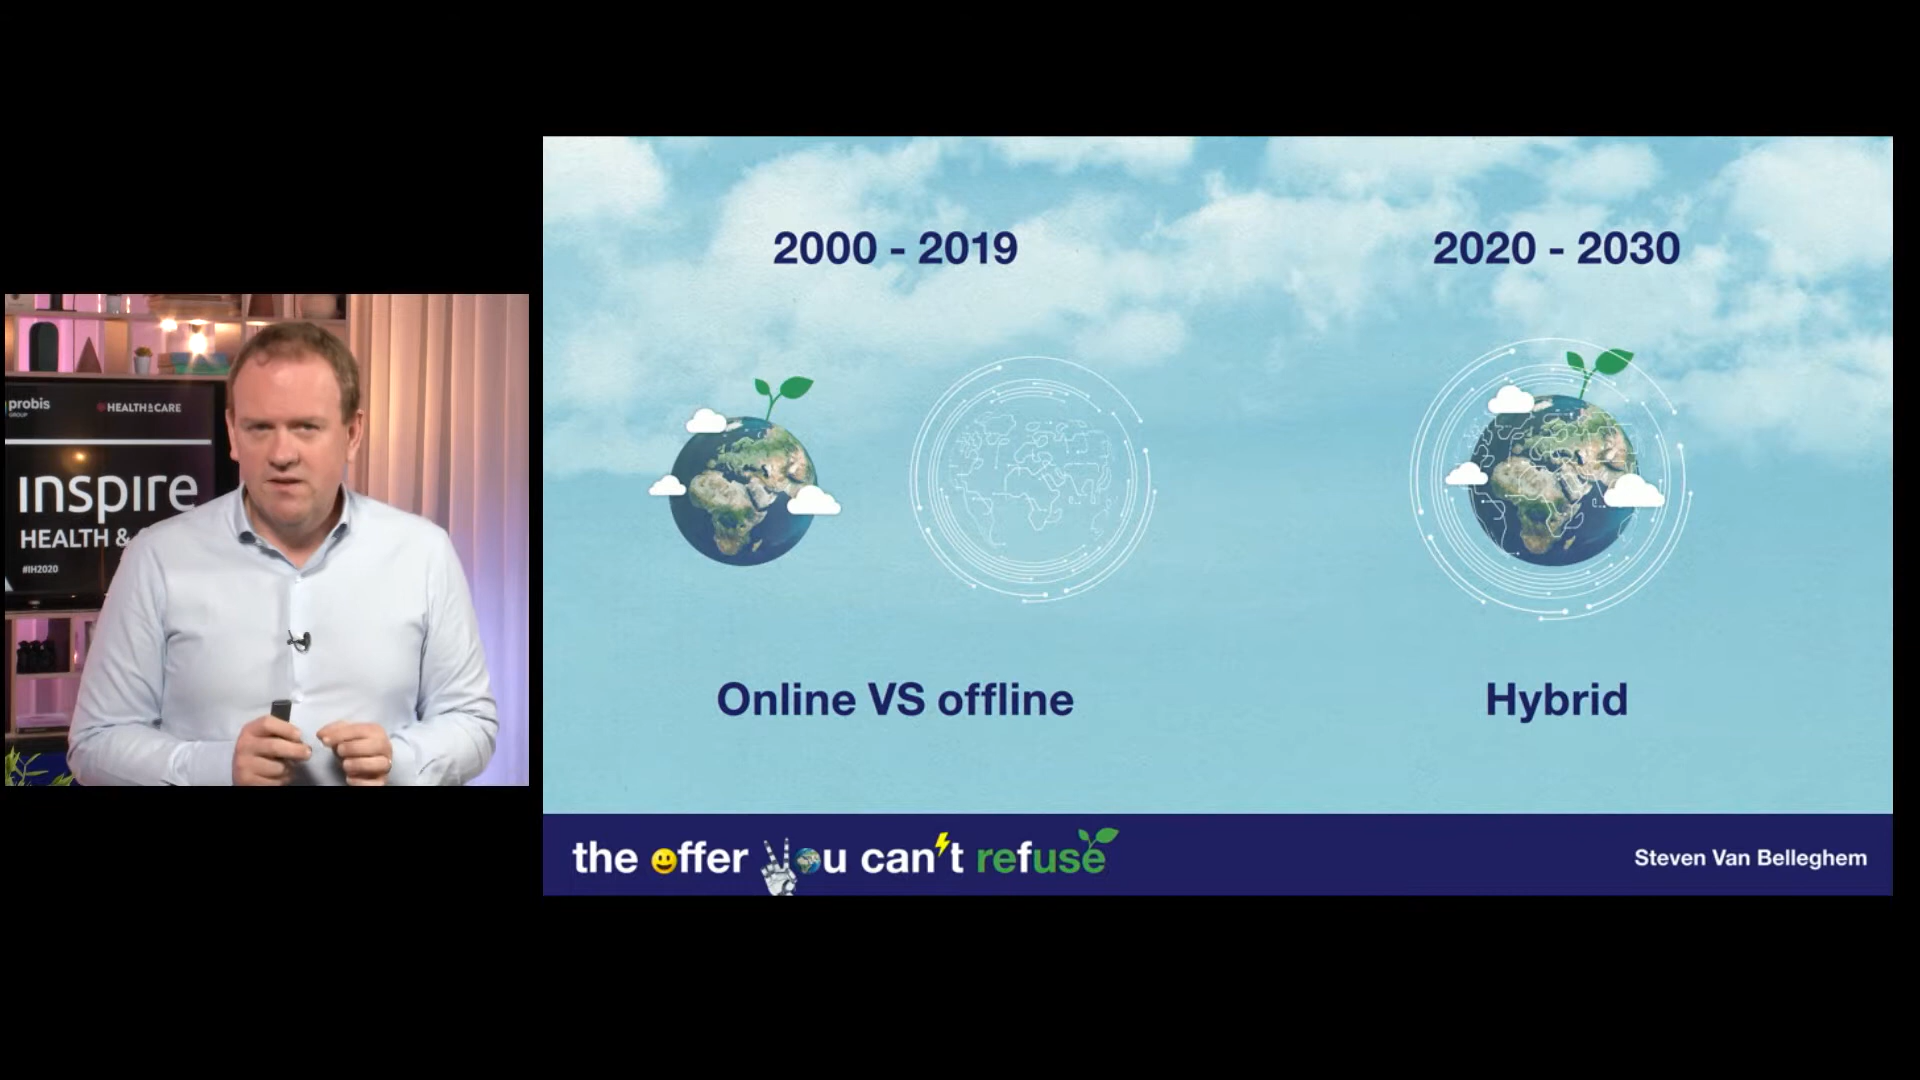 probis
GROUP
HEALTH&CARE
inspire
HEALTH &
#IH2020
2000 - 2019
2020 - 2030
Online VS offline
Hybrid
the offer you can't refuse
Steven Van Belleghem